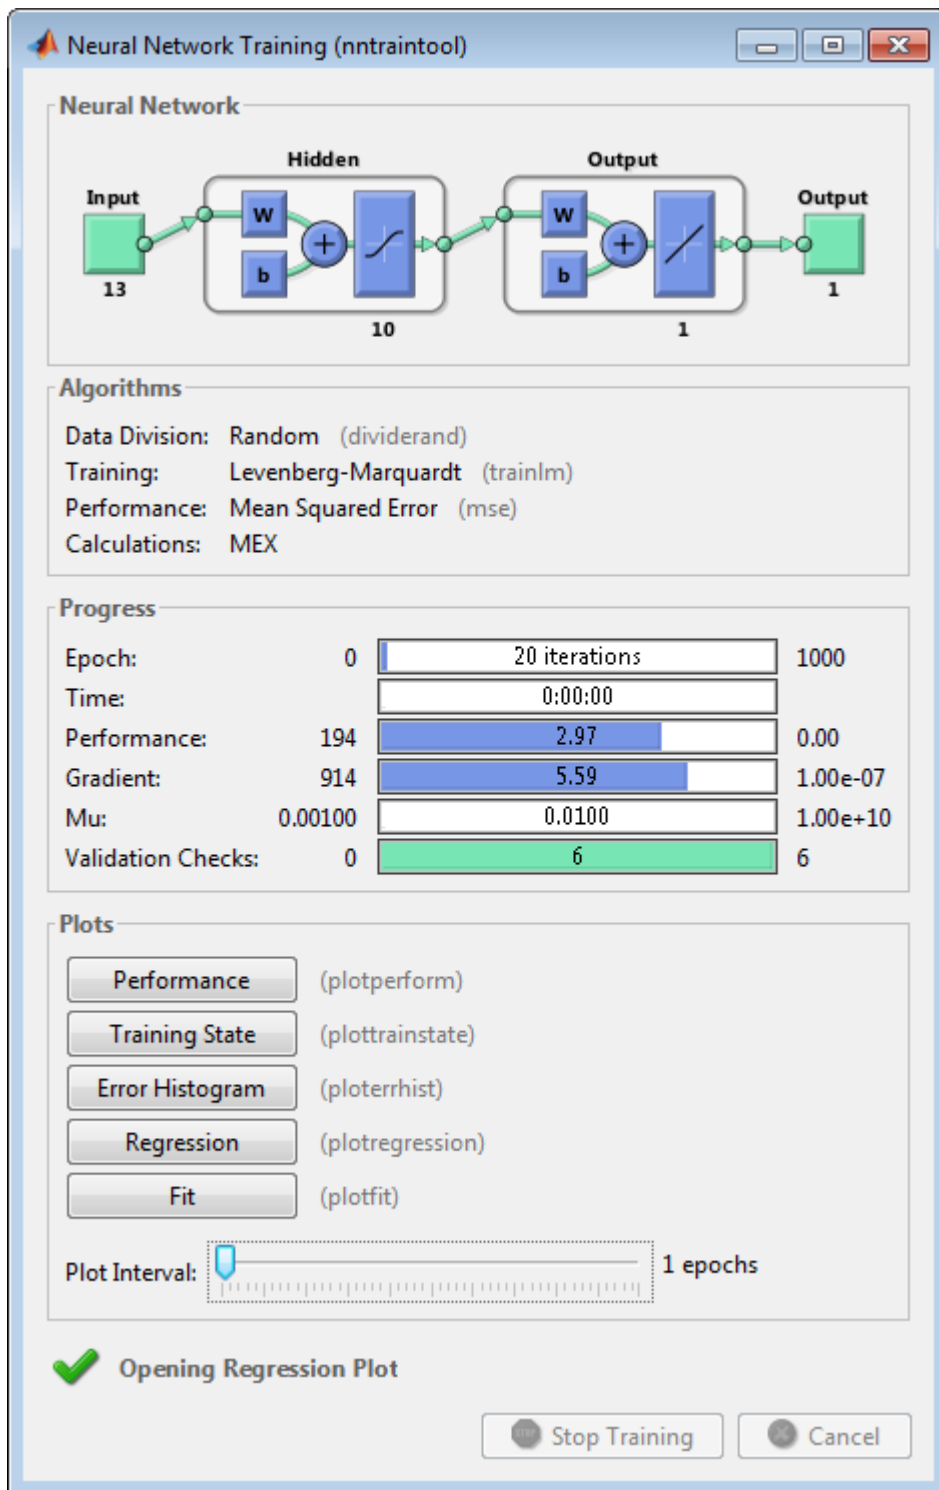 Neural Network Training (nntraintool)
Neural Network
Hidden Output
Input Output
W W
b b
13 1
10 1
Algorithms
Data Division: Random (dividerand)
Training: Levenberg-Marquardt (trainlm)
Performance: Mean Squared Error (mse)
Calculations: MEX
Progress
Epoch: 0 20 iterations 1000
Time: 0:00:00
Performance: 194 2.97 0.00
Gradient: 914 5.59 1.00e-07
Mu: 0.00100 0.0100 1.00e+10
Validation Checks: 0 6 6
Plots
Performance (plotperform)
Training State (plottrainstate)
Error Histogram (ploterrhist)
Regression (plotregression)
Fit (plotfit)
Plot Interval: 1 epochs
Opening Regression Plot
STOP Stop Training Cancel